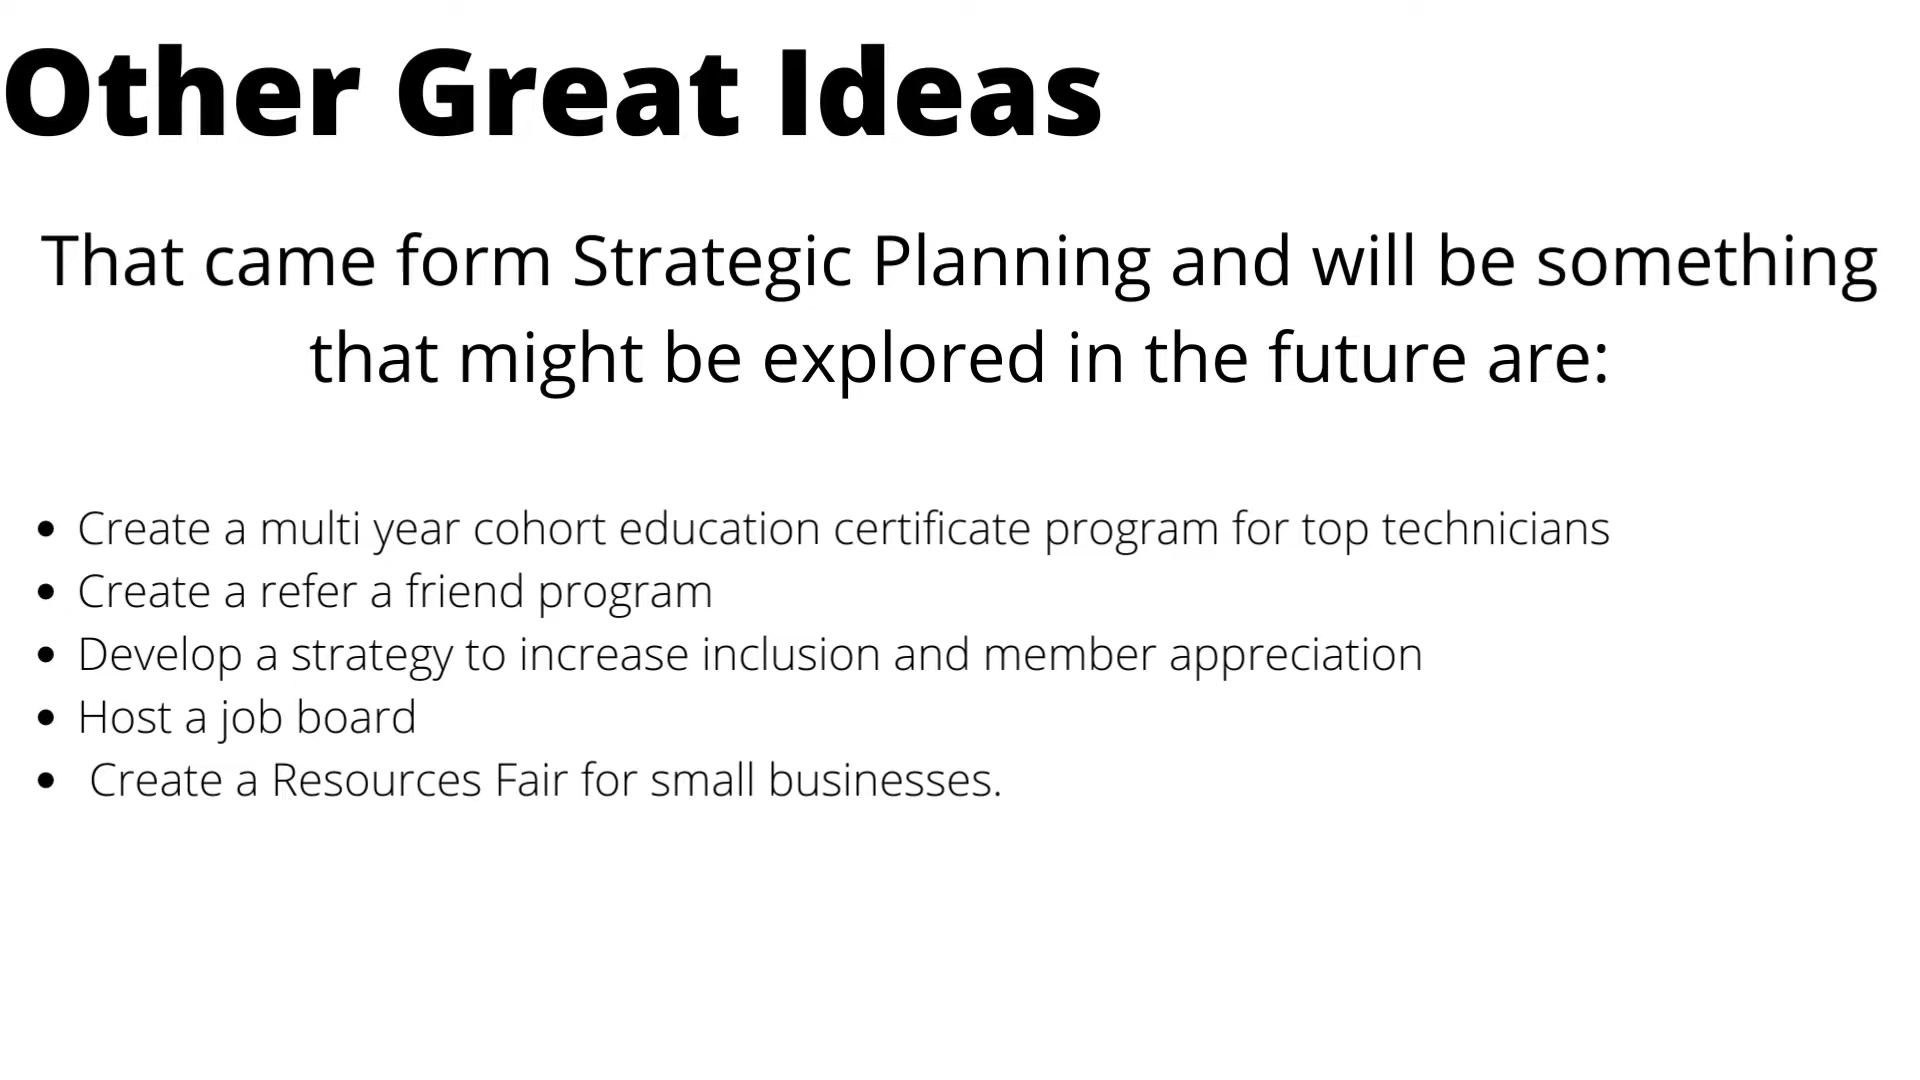 Other Great Ideas
That came form Strategic Planning and will be something
that might be explored in the future are:
• Create a multi year cohort education certificate program for top technicians
• Create a refer a friend program
• Develop a strategy to increase inclusion and member appreciation
• Host a job board
• Create a Resources Fair for small businesses.